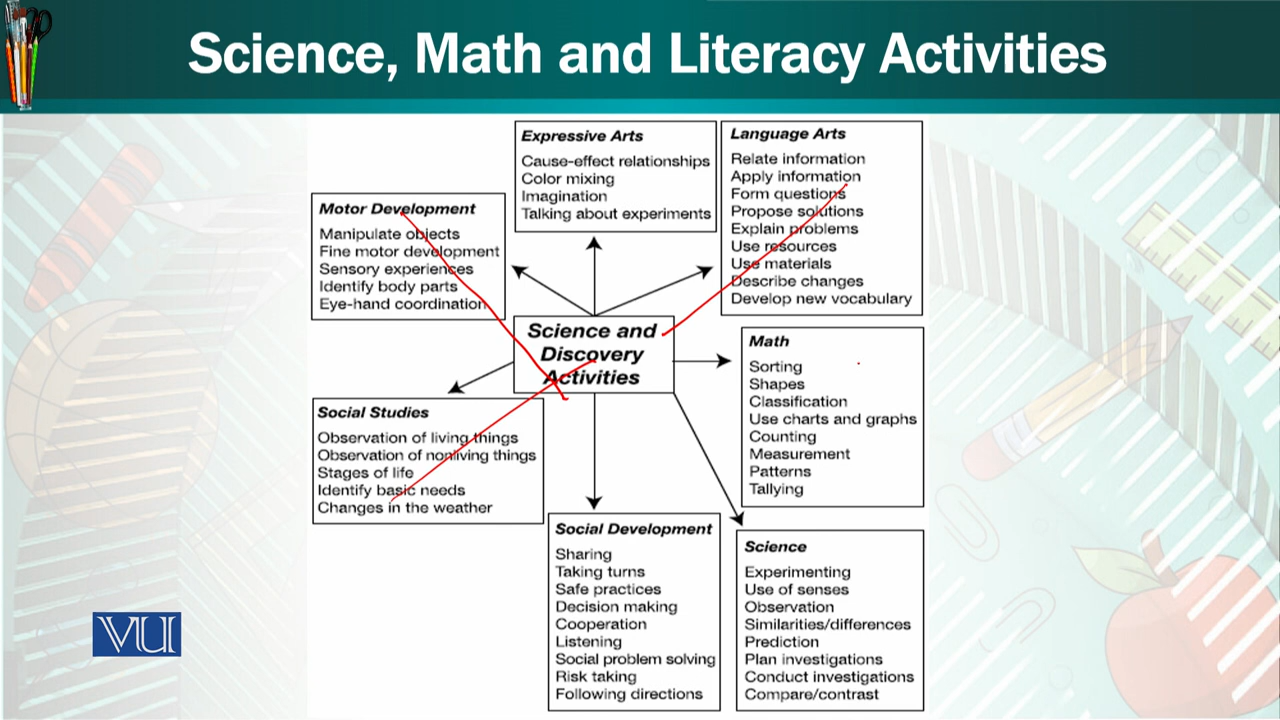 Science, Math and Literacy Activities
Expressive Arts
Cause-effect relationships
Color mixing
Imagination
Talking about experiments
Language Arts
Relate information
Apply information
Form questions
Propose solutions
Explain problems
Use resources
Use materials
Describe changes
Develop new vocabulary
Motor Development
Manipulate objects
Fine motor development
Sensory experiences
Identify body parts
Eye-hand coordination
Science and
Discovery
Activities
Math
Sorting
Shapes
Classification
Use charts and graphs
Counting
Measurement
Patterns
Tallying
Social Studies
Observation of living things
Observation of nonliving things
Stages of life
Identify basic needs
Changes in the weather
Social Development
Sharing
Taking turns
Safe practices
Decision making
Cooperation
Listening
Social problem solving
Risk taking
Following directions
Science
Experimenting
Use of senses
Observation
Similarities/differences
Prediction
Plan investigations
Conduct investigations
Compare/contrast
VU